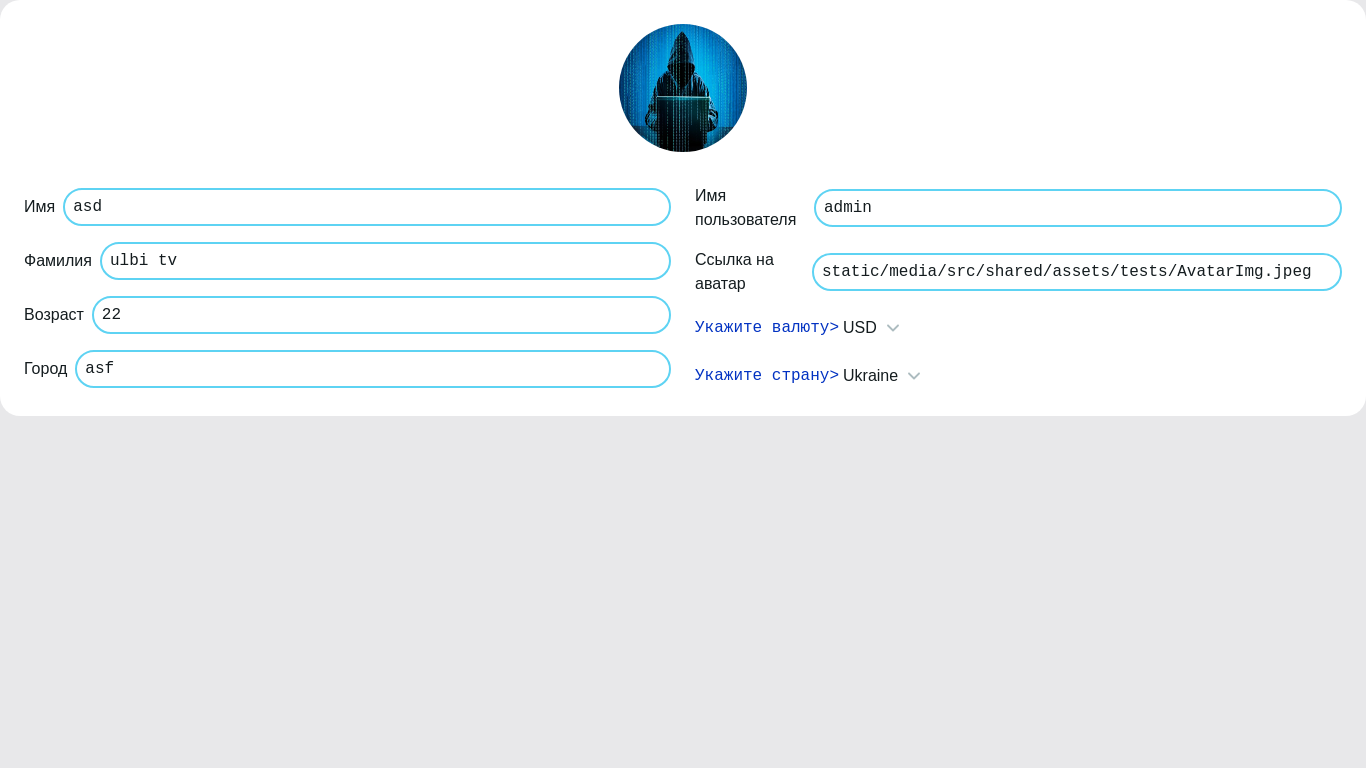 Имя asd
Фамилия ulbi tv
Возраст 22
Город asf
Имя пользователя admin
Ссылка на аватар static/media/src/shared/assets/tests/AvatarImg.jpeg
Укажите валюту> USD
Укажите страну> Ukraine